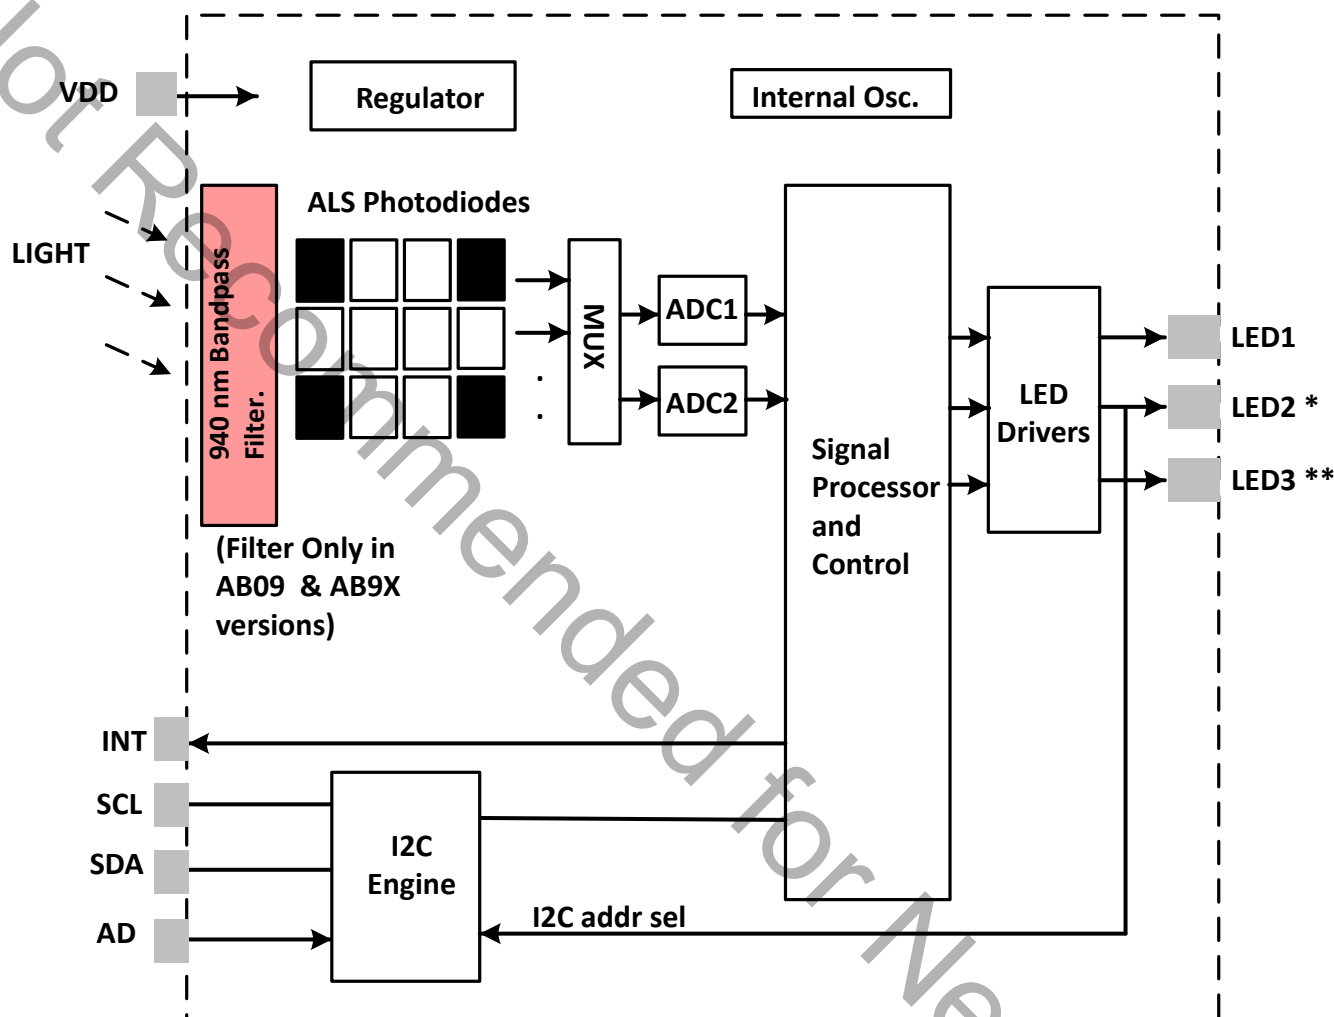 VDD
Regulator
Internal Osc.
ALS Photodiodes
LIGHT
940 nm Bandpass
Filter.
MUX
ADC1
ADC2
Signal
Processor
and
Control
LED
Drivers
LED1
LED2 *
LED3 **
(Filter Only in
AB09 & AB9X
versions)
INT
SCL
SDA
AD
I2C
Engine
I2C addr sel
ot Recommended for Ne